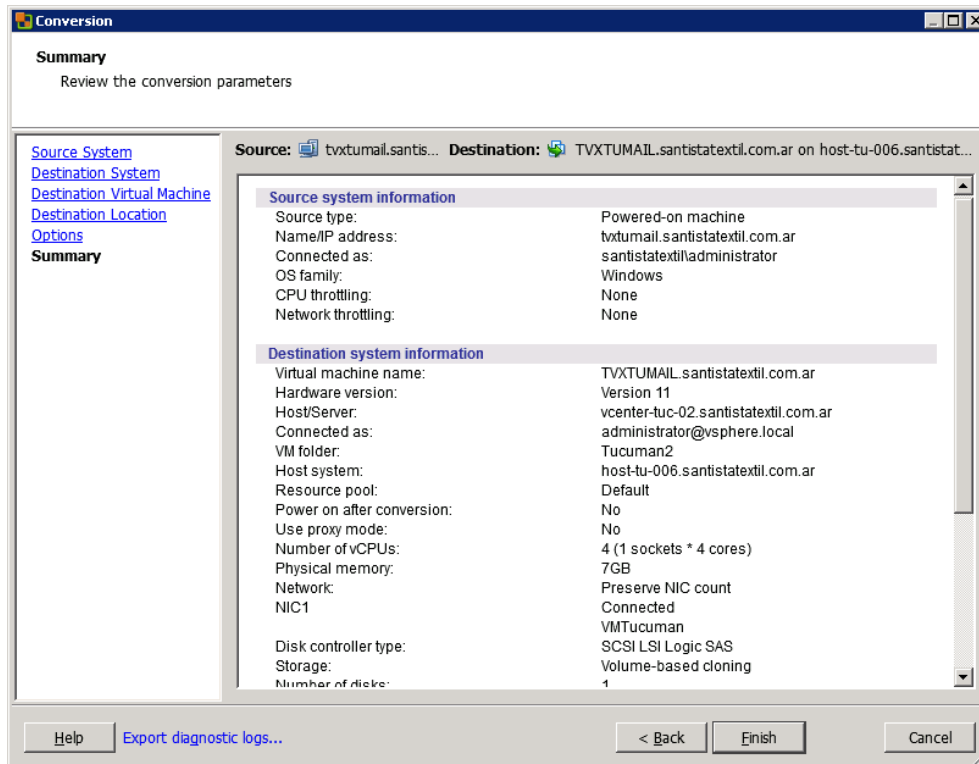 Conversion
Summary
Review the conversion parameters
Source System
Destination System
Destination Virtual Machine
Destination Location
Options
Summary
Source: tvxtumail.santis... Destination: TVXTUMAIL.santistatextil.com.ar on host-tu-006.santistat...
Source system information
Source type: Powered-on machine
Name/IP address: tvxtumail.santistatextil.com.ar
Connected as: santistatextil\administrator
OS family: Windows
CPU throttling: None
Network throttling: None
Destination system information
Virtual machine name: TVXTUMAIL.santistatextil.com.ar
Hardware version: Version 11
Host/Server: vcenter-tuc-02.santistatextil.com.ar
Connected as: administrator@vsphere.local
VM folder: Tucuman2
Host system: host-tu-006.santistatextil.com.ar
Resource pool: Default
Power on after conversion: No
Use proxy mode: No
Number of vCPUs: 4 (1 sockets * 4 cores)
Physical memory: 7GB
Network: Preserve NIC count
NIC1 Connected
VMTucuman
Disk controller type: SCSI LSI Logic SAS
Storage: Volume-based cloning
Number of disks: 1
Help Export diagnostic logs... < Back Finish Cancel